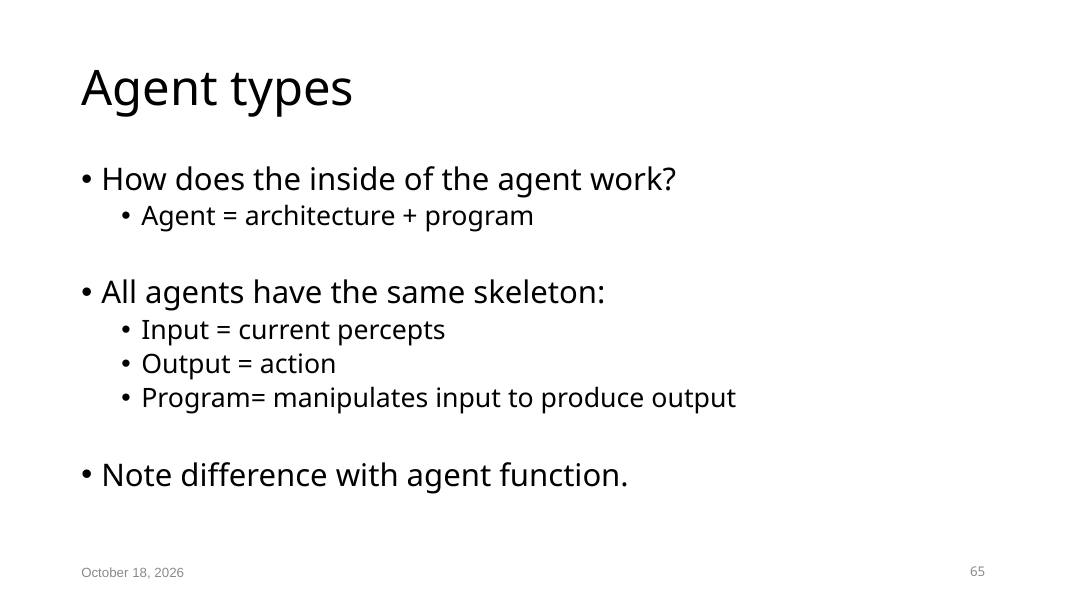 Agent types
• How does the inside of the agent work?
• Agent = architecture + program
• All agents have the same skeleton:
• Input = current percepts
• Output = action
• Program= manipulates input to produce output
• Note difference with agent function.
October 18, 2026
65